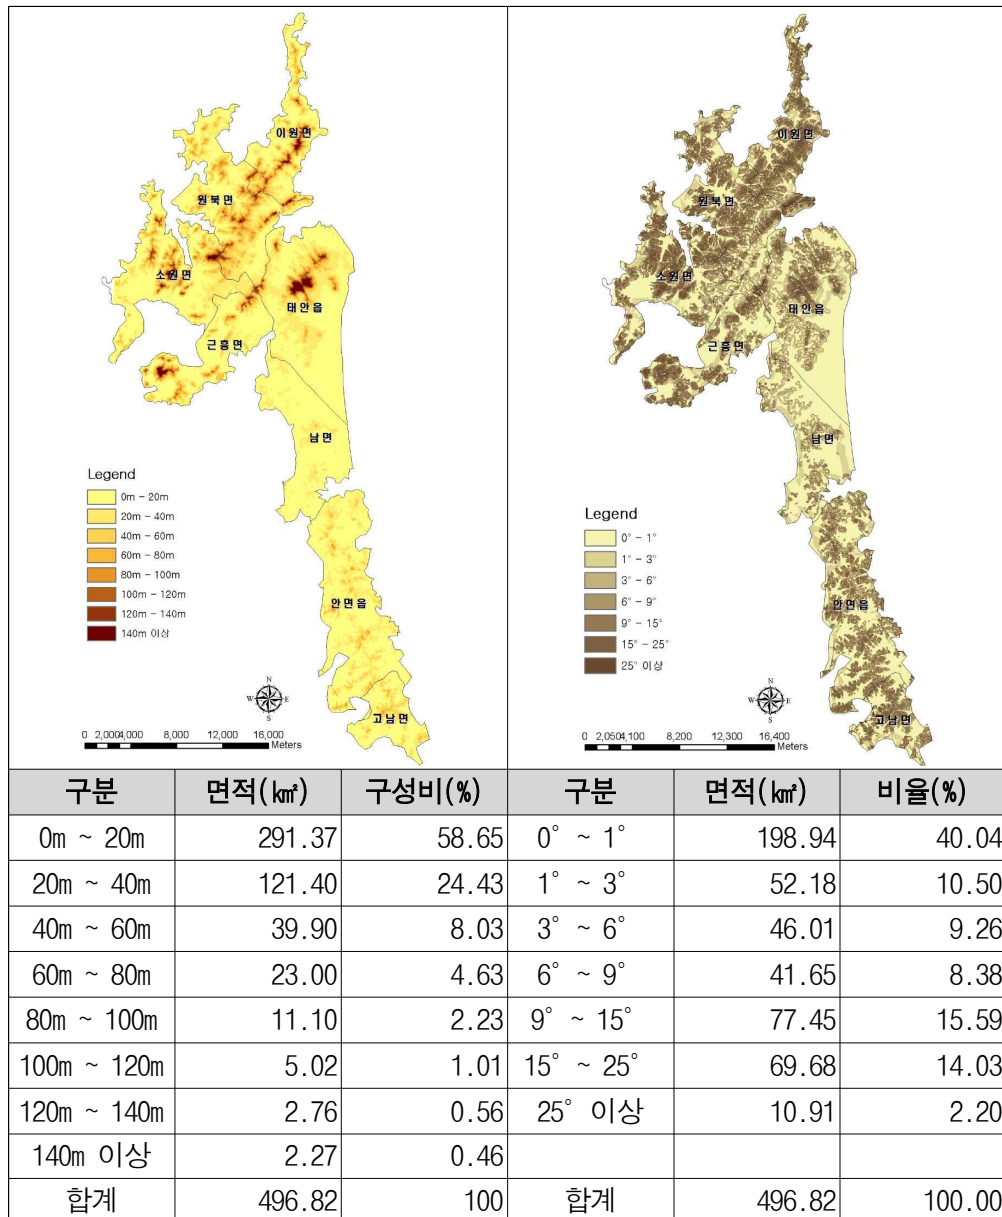 이원면
원북면
소원면
태안읍
근흥면
남면
안면읍
고남면
Legend
0m - 20m
20m - 40m
40m - 60m
60m - 80m
80m - 100m
100m - 120m
120m - 140m
140m 이상
N
W E
S
0 2,0004,000 8,000 12,000 16,000
Meters
이원면
원북면
소원면
태안읍
근흥면
남면
안면읍
고남면
Legend
0° - 1°
1° - 3°
3° - 6°
6° - 9°
9° - 15°
15° - 25°
25° 이상
N
W E
S
0 2,0504,100 8,200 12,300 16,400
Meters
구분 면적(㎢) 구성비(%) 구분 면적(㎢) 비율(%)
0m ~ 20m 291.37 58.65 0° ~ 1° 198.94 40.04
20m ~ 40m 121.40 24.43 1° ~ 3° 52.18 10.50
40m ~ 60m 39.90 8.03 3° ~ 6° 46.01 9.26
60m ~ 80m 23.00 4.63 6° ~ 9° 41.65 8.38
80m ~ 100m 11.10 2.23 9° ~ 15° 77.45 15.59
100m ~ 120m 5.02 1.01 15° ~ 25° 69.68 14.03
120m ~ 140m 2.76 0.56 25° 이상 10.91 2.20
140m 이상 2.27 0.46
합계 496.82 100 합계 496.82 100.00